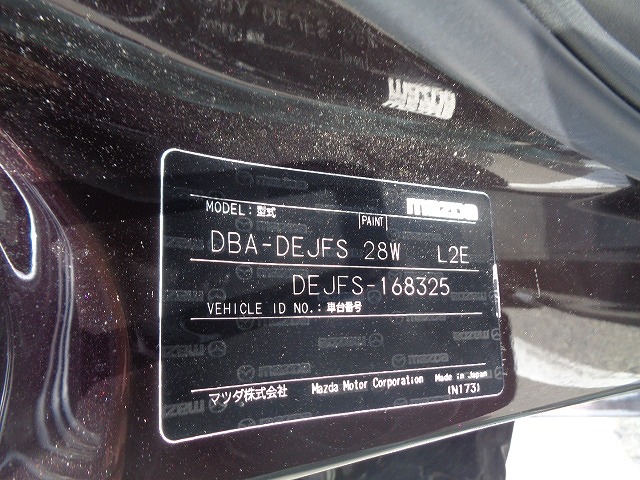 mazda
MODEL: 型式 PAINT
DBA-DEJFS 28W L2E
DEJFS-168325
VEHICLE ID NO.: 車台番号
マツダ株式会社 Mazda Motor Corporation Made in Japan
(N173)